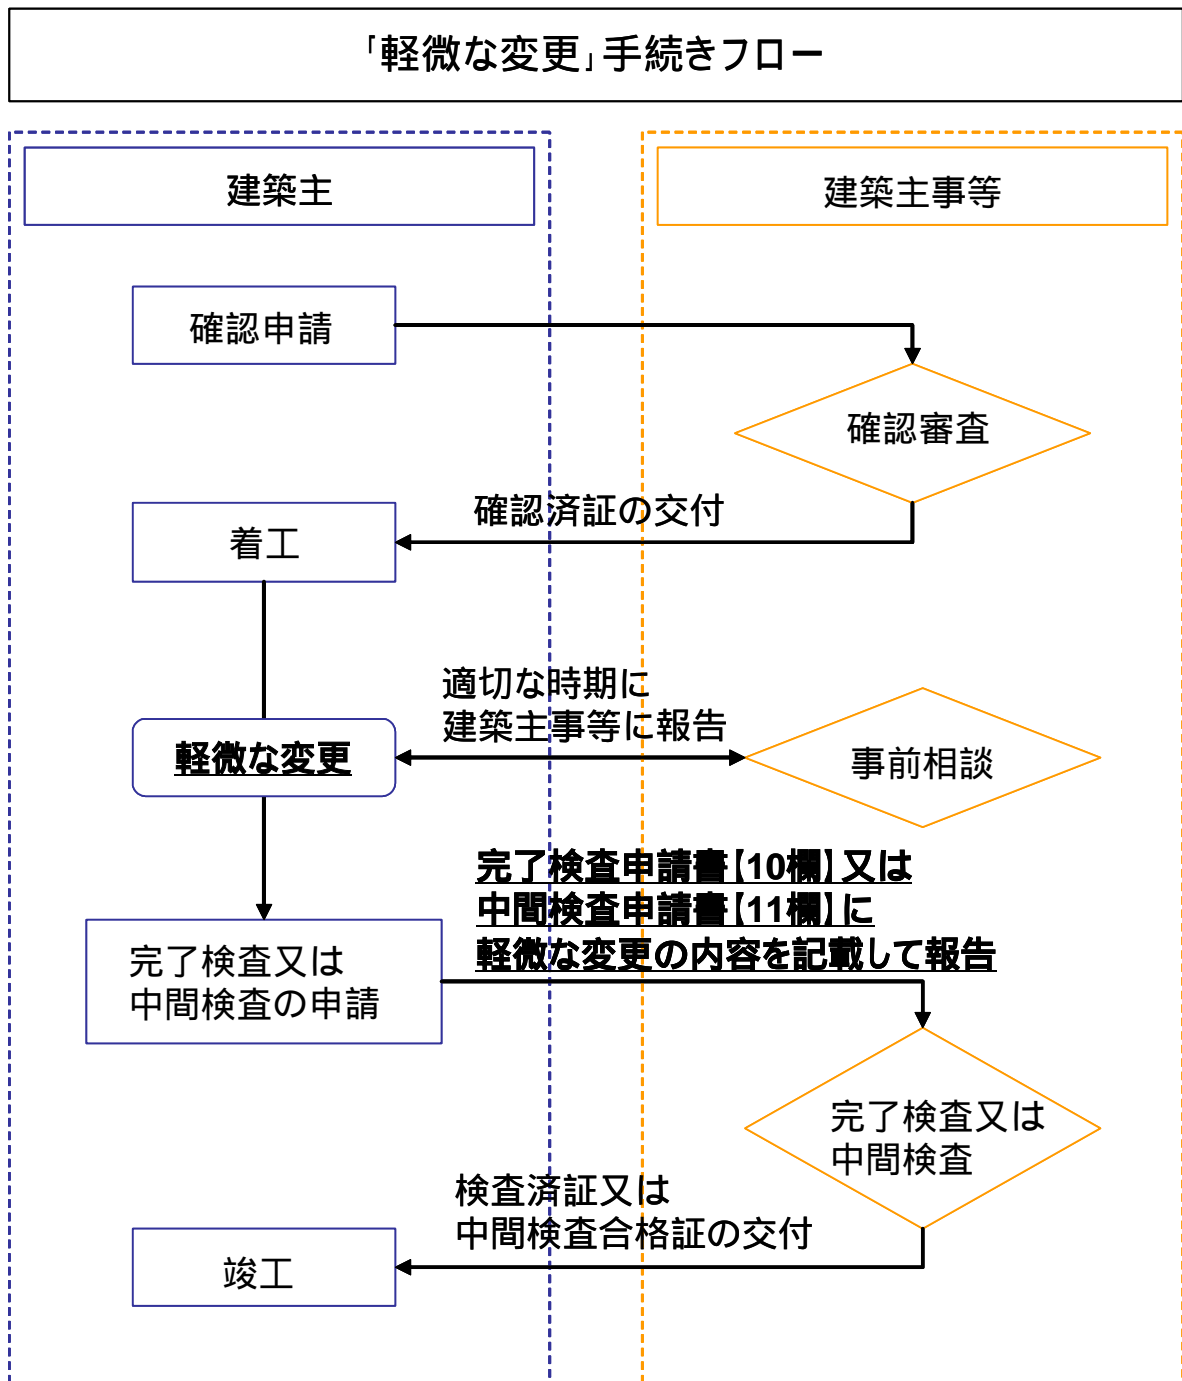 「軽微な変更」手続きフロー
建築主
建築主事等
確認申請
確認審査
確認済証の交付
着工
適切な時期に
建築主事等に報告
軽微な変更
事前相談
完了検査申請書【10欄】又は
中間検査申請書【11欄】に
軽微な変更の内容を記載して報告
完了検査又は
中間検査の申請
完了検査又は
中間検査
検査済証又は
中間検査合格証の交付
竣工